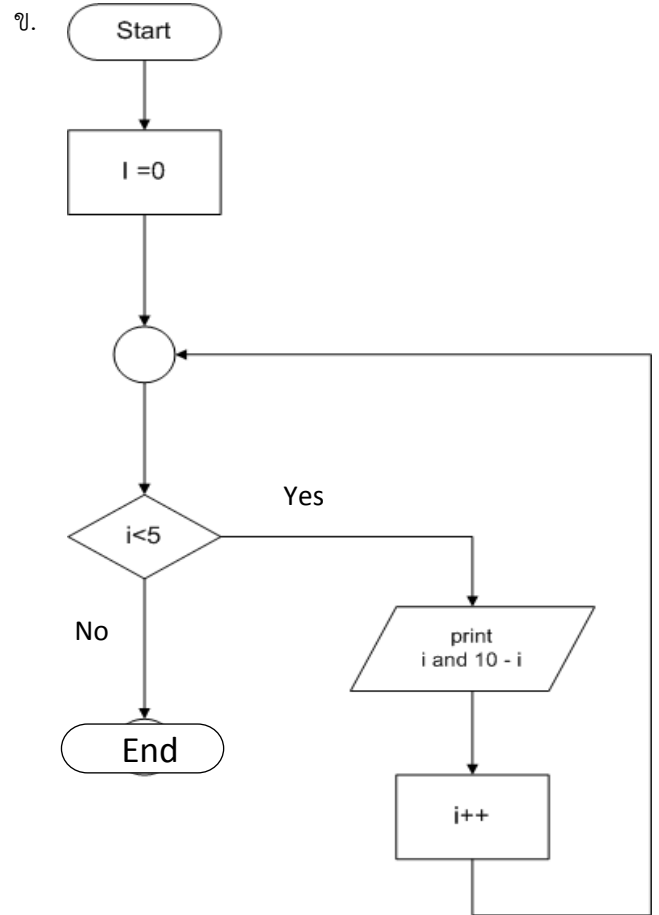 ข.
Start
I =0
i<5
Yes
No
print
i and 10 - i
End
i++